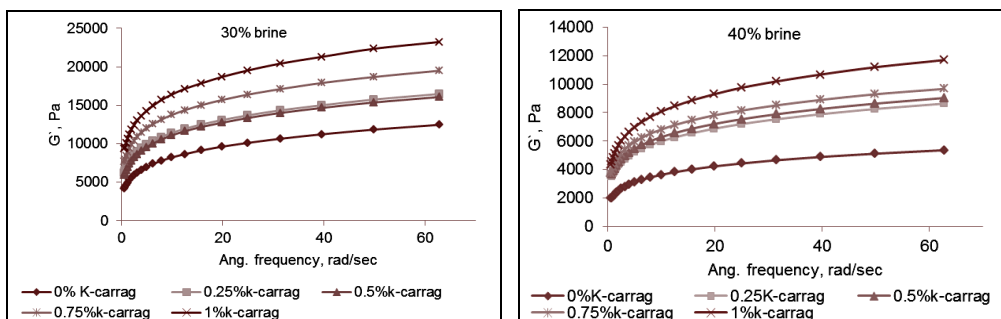 30% brine
25000
20000
15000
10000
5000
0
G`, Pa
0
20
40
60
Ang. frequency, rad/sec
0% K-carrag
0.25%k-carrag
0.5%k-carrag
0.75%k-carrag
1%k-carrag
40% brine
14000
12000
10000
8000
6000
4000
2000
0
G`, Pa
0
20
40
60
Ang. frequency, rad/sec
0%K-carrag
0.25K-carrag
0.5%k-carrag
0.75%k-carrag
1%k-carrag